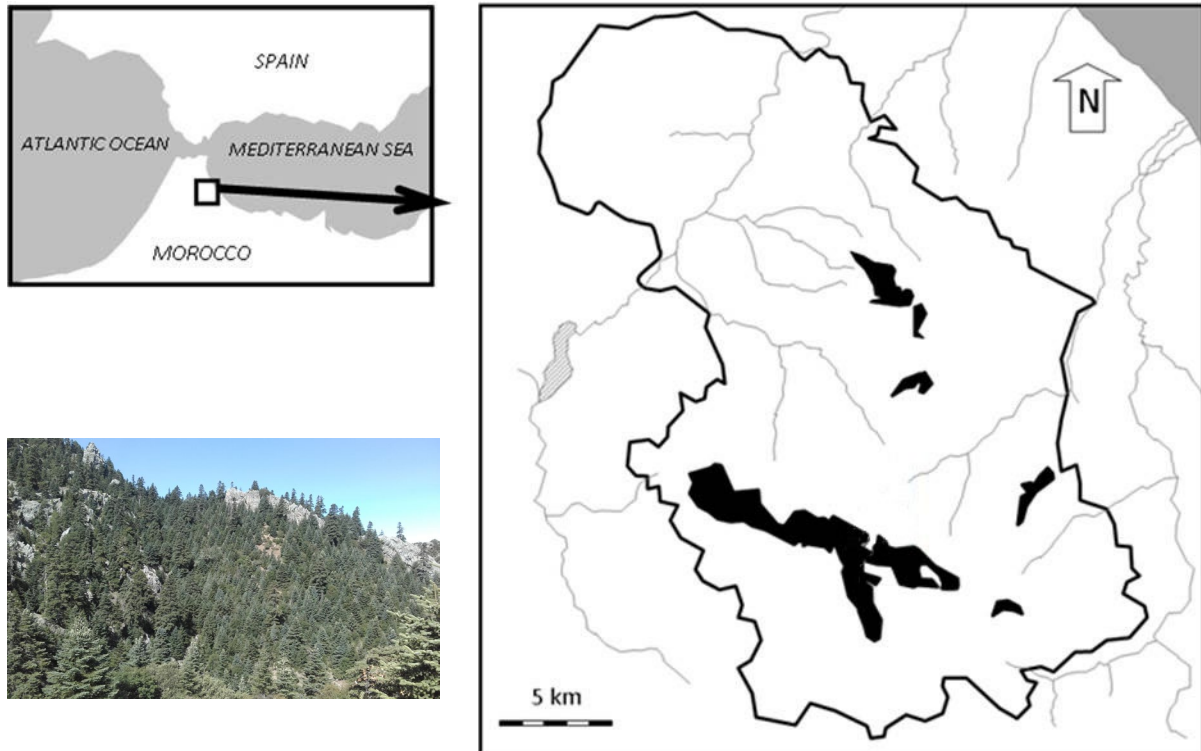 SPAIN
ATLANTIC OCEAN
MEDITERRANEAN SEA
MOROCCO
N
5 km